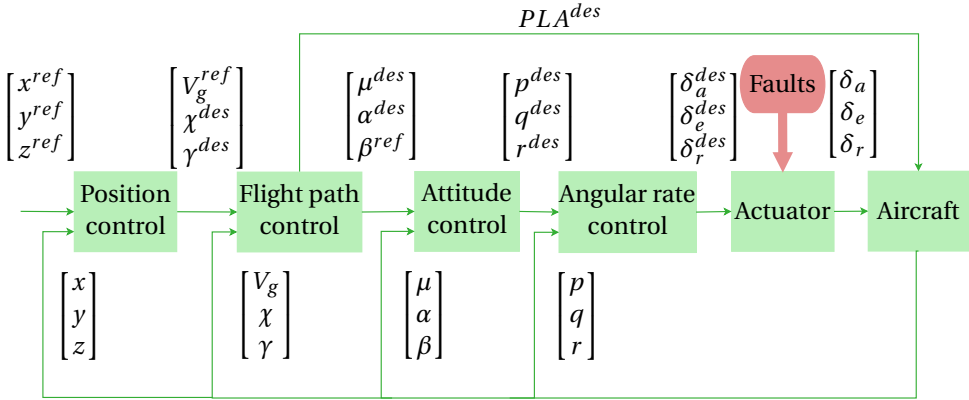 PLA^{des}
[x^{ref} y^{ref} z^{ref}]
[V_g^{ref} χ^{des} γ^{des}]
[μ^{des} α^{des} β^{ref}]
[p^{des} q^{des} r^{des}]
[δ_a^{des} δ_e^{des} δ_r^{des}]
Faults
[δ_a δ_e δ_r]
Position
control
Flight path
control
Attitude
control
Angular rate
control
Actuator
Aircraft
[x y z]
[V_g χ γ]
[μ α β]
[p q r]